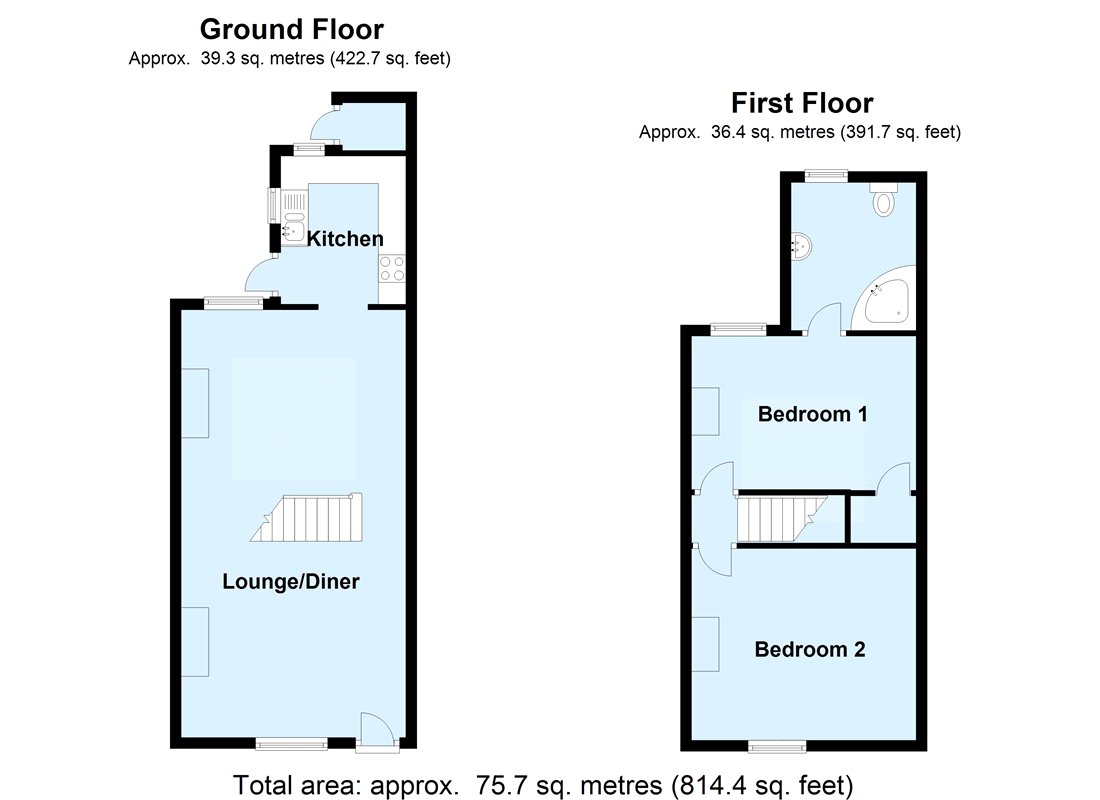 Ground Floor
Approx. 39.3 sq. metres (422.7 sq. feet)
First Floor
Approx. 36.4 sq. metres (391.7 sq. feet)
Kitchen
Bedroom 1
Lounge/Diner
Bedroom 2
Total area: approx. 75.7 sq. metres (814.4 sq. feet)